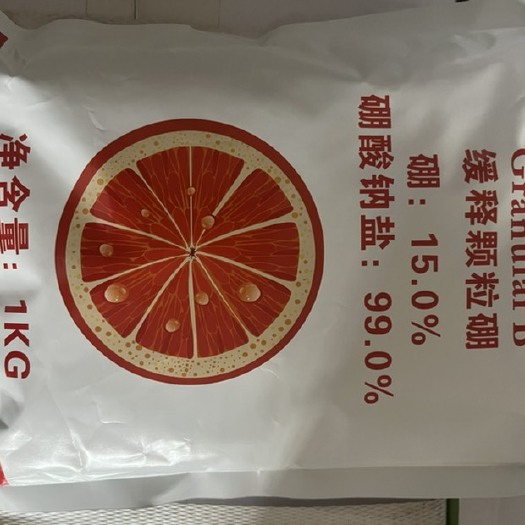 Granular B
缓释颗粒硼
硼：15.0%
硼酸钠盐：99.0%
净含量：1KG